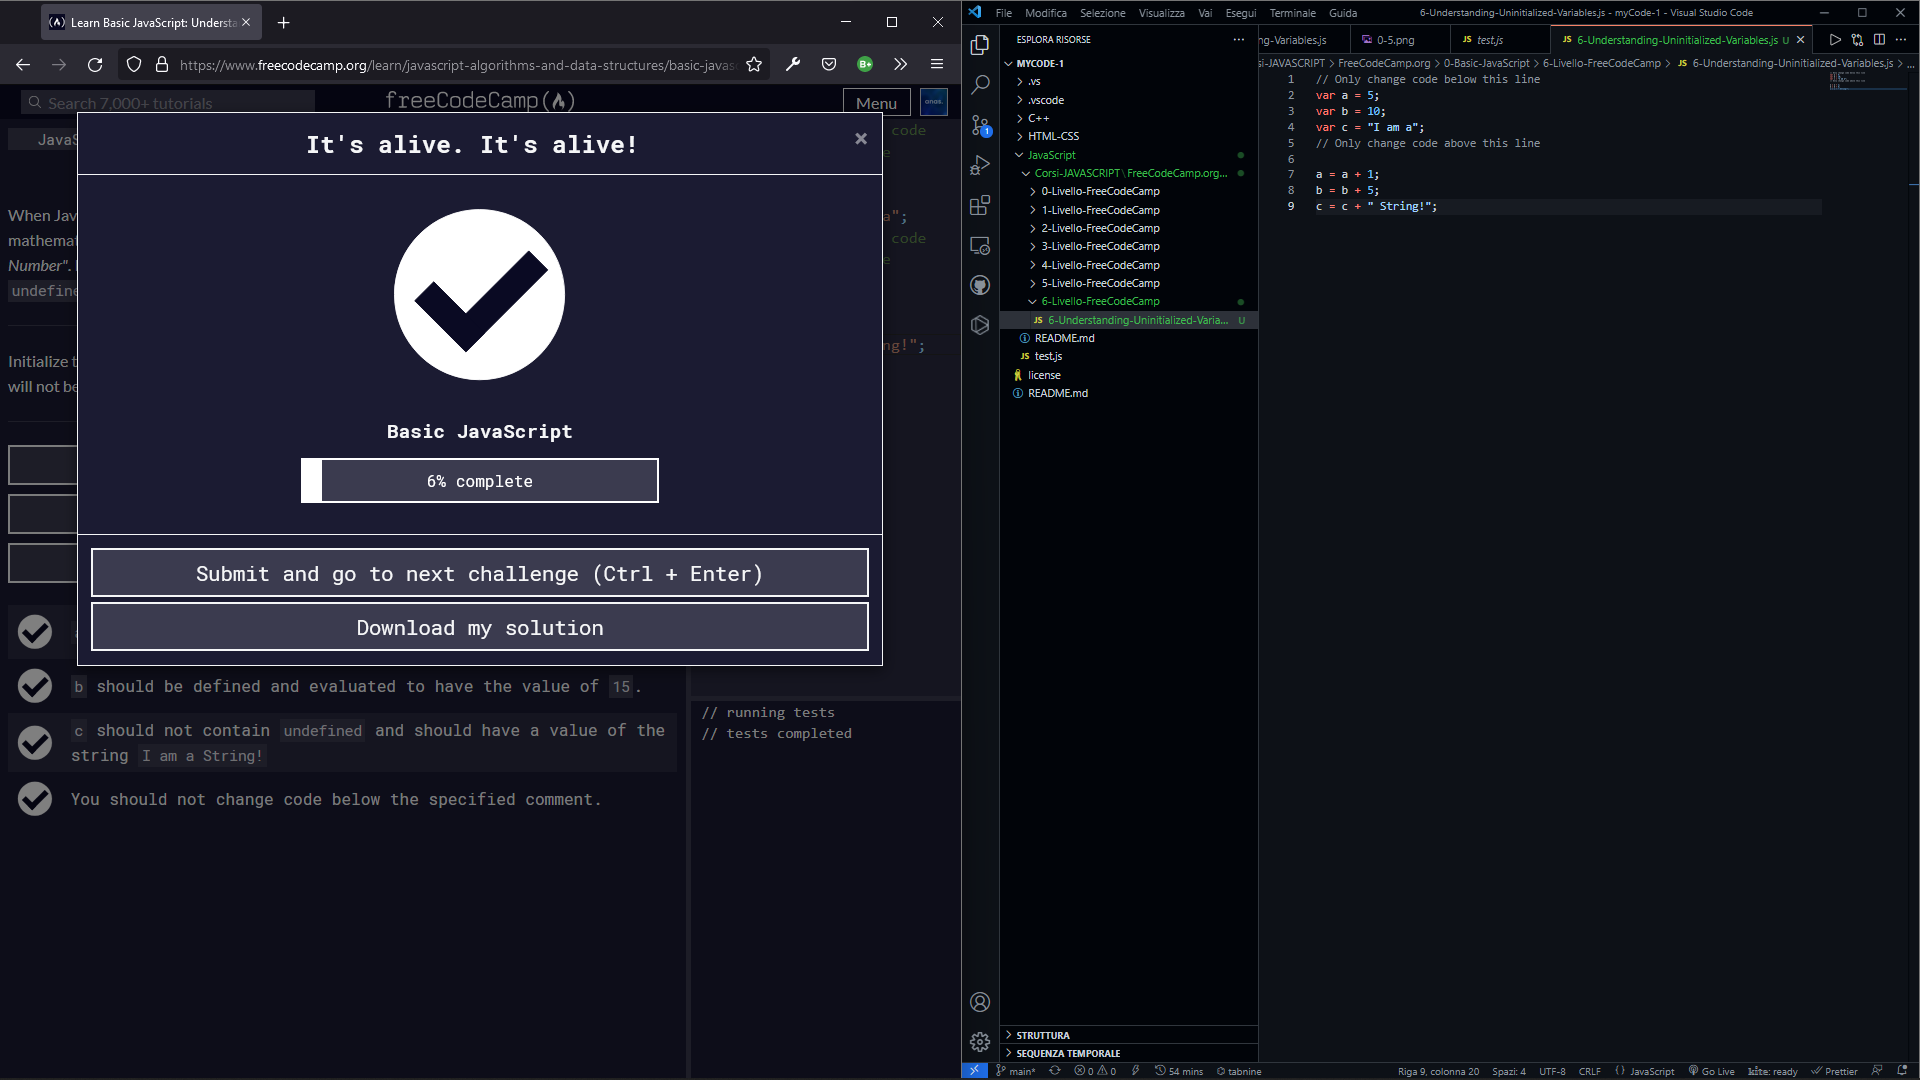 Learn Basic JavaScript: Understa
https://www.freecodecamp.org/learn/javascript-algorithms-and-data-structures/basic-javas
Search 7,000+ tutorials
freeCodeCamp
Menu
code
It's alive. It's alive!
When Jav
a";
code
Number".
undefine
Initialize t
ng!";
will not be
Basic JavaScript
6% complete
Submit and go to next challenge (Ctrl + Enter)
Download my solution
b should be defined and evaluated to have the value of 15.
c should not contain undefined and should have a value of the
string I am a String!
You should not change code below the specified comment.
// running tests
// tests completed
File Modifica Selezione Visualizza Vai Esegui Terminale Guida
6-Understanding-Uninitialized-Variables.js - myCode-1 - Visual Studio Code
ESPLORA RISORSE
MYCODE-1
.vs
.vscode
C++
HTML-CSS
JavaScript
Corsi-JAVASCRIPT\FreeCodeCamp.org...
0-Livello-FreeCodeCamp
1-Livello-FreeCodeCamp
2-Livello-FreeCodeCamp
3-Livello-FreeCodeCamp
4-Livello-FreeCodeCamp
5-Livello-FreeCodeCamp
6-Livello-FreeCodeCamp
JS 6-Understanding-Uninitialized-Varia... U
README.md
JS test.js
license
README.md
STRUTTURA
SEQUENZA TEMPORALE
ng-Variables.js
0-5.png
JS test.js
JS 6-Understanding-Uninitialized-Variables.js U
si-JAVASCRIPT > FreeCodeCamp.org > 0-Basic-JavaScript > 6-Livello-FreeCodeCamp > JS 6-Understanding-Uninitialized-Variables.js > ...
1 // Only change code below this line
2 var a = 5;
3 var b = 10;
4 var c = "I am a";
5 // Only change code above this line
6
7 a = a + 1;
8 b = b + 5;
9 c = c + " String!";
main* 0 0 54 mins tabnine
Riga 9, colonna 20 Spazi: 4 UTF-8 CRLF JavaScript Go Live kite: ready Prettier